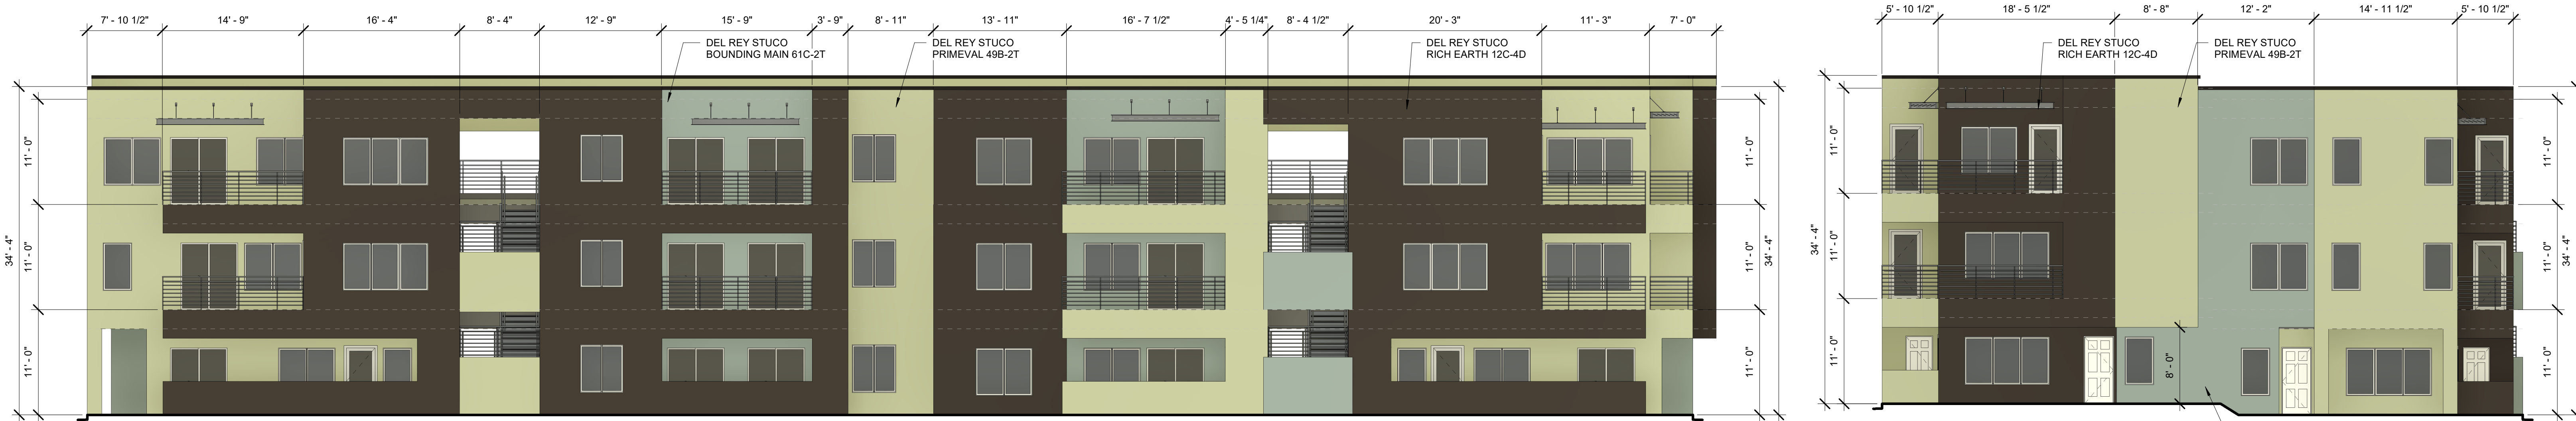 7' - 10 1/2"
14' - 9"
16' - 4"
8' - 4"
12' - 9"
15' - 9"
3' - 9"
8' - 11"
13' - 11"
16' - 7 1/2"
4' - 5 1/4"
8' - 4 1/2"
20' - 3"
11' - 3"
7' - 0"
DEL REY STUCO
BOUNDING MAIN 61C-2T
DEL REY STUCO
PRIMEVAL 49B-2T
DEL REY STUCO
RICH EARTH 12C-4D
34' - 4"
11' - 0"
11' - 0"
11' - 0"
11' - 0"
11' - 0"
11' - 0"
34' - 4"
5' - 10 1/2"
18' - 5 1/2"
8' - 8"
12' - 2"
14' - 11 1/2"
5' - 10 1/2"
DEL REY STUCO
RICH EARTH 12C-4D
DEL REY STUCO
PRIMEVAL 49B-2T
34' - 4"
11' - 0"
11' - 0"
11' - 0"
8' - 0"
11' - 0"
11' - 0"
11' - 0"
34' - 4"